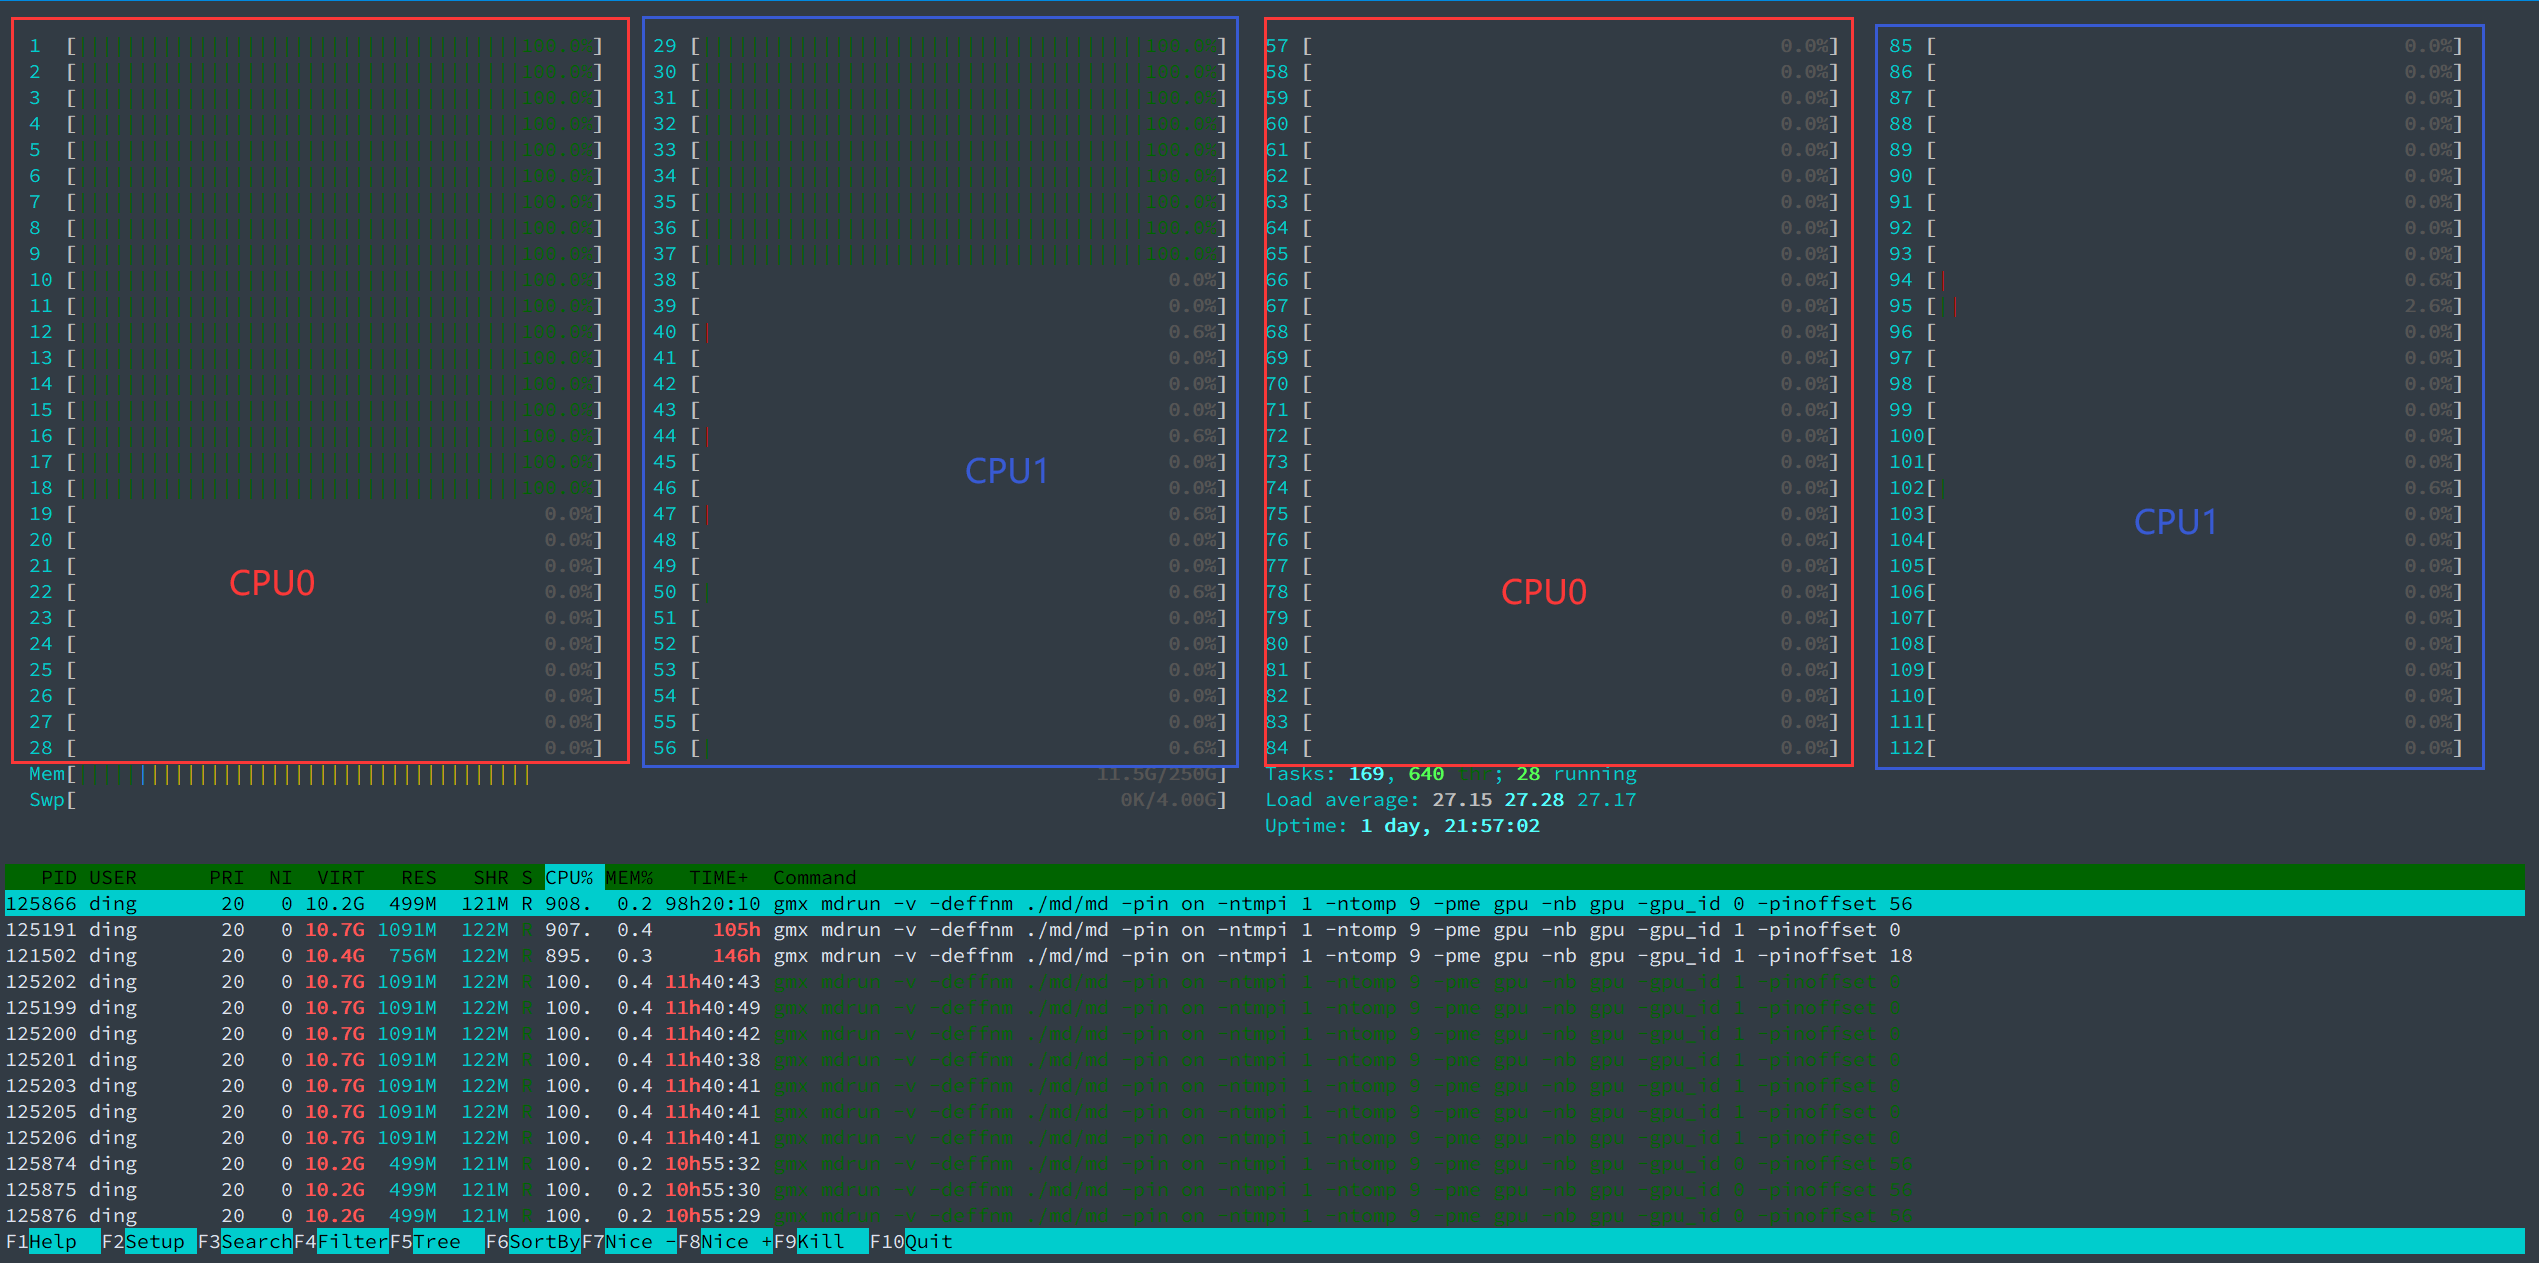 1 [100.0%] 29 [100.0%] 57 [0.0%] 85 [0.0%]
2 [100.0%] 30 [100.0%] 58 [0.0%] 86 [0.0%]
3 [100.0%] 31 [100.0%] 59 [0.0%] 87 [0.0%]
4 [100.0%] 32 [100.0%] 60 [0.0%] 88 [0.0%]
5 [100.0%] 33 [100.0%] 61 [0.0%] 89 [0.0%]
6 [100.0%] 34 [100.0%] 62 [0.0%] 90 [0.0%]
7 [100.0%] 35 [100.0%] 63 [0.0%] 91 [0.0%]
8 [100.0%] 36 [100.0%] 64 [0.0%] 92 [0.0%]
9 [100.0%] 37 [100.0%] 65 [0.0%] 93 [0.0%]
10 [100.0%] 38 [0.0%] 66 [0.0%] 94 [0.6%]
11 [100.0%] 39 [0.0%] 67 [0.0%] 95 [2.6%]
12 [100.0%] 40 [0.6%] 68 [0.0%] 96 [0.0%]
13 [100.0%] 41 [0.0%] 69 [0.0%] 97 [0.0%]
14 [100.0%] 42 [0.0%] 70 [0.0%] 98 [0.0%]
15 [100.0%] 43 [0.0%] 71 [0.0%] 99 [0.0%]
16 [100.0%] 44 [0.6%] 72 [0.0%] 100[0.0%]
17 [100.0%] 45 [0.0%] 73 [0.0%] 101[0.0%]
CPU1
18 [100.0%] 46 [0.0%] 74 [0.0%] 102[0.6%]
19 [0.0%] 47 [0.6%] 75 [0.0%] 103[0.0%]
CPU1
20 [0.0%] 48 [0.0%] 76 [0.0%] 104[0.0%]
21 [0.0%] 49 [0.0%] 77 [0.0%] 105[0.0%]
CPU0
CPU0
22 [0.0%] 50 [0.6%] 78 [0.0%] 106[0.0%]
23 [0.0%] 51 [0.0%] 79 [0.0%] 107[0.0%]
24 [0.0%] 52 [0.0%] 80 [0.0%] 108[0.0%]
25 [0.0%] 53 [0.0%] 81 [0.0%] 109[0.0%]
26 [0.0%] 54 [0.0%] 82 [0.0%] 110[0.0%]
27 [0.0%] 55 [0.0%] 83 [0.0%] 111[0.0%]
28 [0.0%] 56 [0.6%] 84 [0.0%] 112[0.0%]
Mem[11.5G/250G] Tasks: 169, 640 thr; 28 running
Swp[0K/4.00G] Load average: 27.15 27.28 27.17
Uptime: 1 day, 21:57:02
PID USER PRI NI VIRT RES SHR S CPU% MEM% TIME+ Command
125866 ding 20 0 10.2G 499M 121M R 908. 0.2 98h20:10 gmx mdrun -v -deffnm ./md/md -pin on -ntmpi 1 -ntomp 9 -pme gpu -nb gpu -gpu_id 0 -pinoffset 56
125191 ding 20 0 10.7G 1091M 122M R 907. 0.4 105h gmx mdrun -v -deffnm ./md/md -pin on -ntmpi 1 -ntomp 9 -pme gpu -nb gpu -gpu_id 1 -pinoffset 0
121502 ding 20 0 10.4G 756M 122M R 895. 0.3 146h gmx mdrun -v -deffnm ./md/md -pin on -ntmpi 1 -ntomp 9 -pme gpu -nb gpu -gpu_id 1 -pinoffset 18
125202 ding 20 0 10.7G 1091M 122M R 100. 0.4 11h40:43 gmx mdrun -v -deffnm ./md/md -pin on -ntmpi 1 -ntomp 9 -pme gpu -nb gpu -gpu_id 1 -pinoffset 0
125199 ding 20 0 10.7G 1091M 122M R 100. 0.4 11h40:49 gmx mdrun -v -deffnm ./md/md -pin on -ntmpi 1 -ntomp 9 -pme gpu -nb gpu -gpu_id 1 -pinoffset 0
125200 ding 20 0 10.7G 1091M 122M R 100. 0.4 11h40:42 gmx mdrun -v -deffnm ./md/md -pin on -ntmpi 1 -ntomp 9 -pme gpu -nb gpu -gpu_id 1 -pinoffset 0
125201 ding 20 0 10.7G 1091M 122M R 100. 0.4 11h40:38 gmx mdrun -v -deffnm ./md/md -pin on -ntmpi 1 -ntomp 9 -pme gpu -nb gpu -gpu_id 1 -pinoffset 0
125203 ding 20 0 10.7G 1091M 122M R 100. 0.4 11h40:41 gmx mdrun -v -deffnm ./md/md -pin on -ntmpi 1 -ntomp 9 -pme gpu -nb gpu -gpu_id 1 -pinoffset 0
125205 ding 20 0 10.7G 1091M 122M R 100. 0.4 11h40:41 gmx mdrun -v -deffnm ./md/md -pin on -ntmpi 1 -ntomp 9 -pme gpu -nb gpu -gpu_id 1 -pinoffset 0
125206 ding 20 0 10.7G 1091M 122M R 100. 0.4 11h40:41 gmx mdrun -v -deffnm ./md/md -pin on -ntmpi 1 -ntomp 9 -pme gpu -nb gpu -gpu_id 1 -pinoffset 0
125874 ding 20 0 10.2G 499M 121M R 100. 0.2 10h55:32 gmx mdrun -v -deffnm ./md/md -pin on -ntmpi 1 -ntomp 9 -pme gpu -nb gpu -gpu_id 0 -pinoffset 56
125875 ding 20 0 10.2G 499M 121M R 100. 0.2 10h55:30 gmx mdrun -v -deffnm ./md/md -pin on -ntmpi 1 -ntomp 9 -pme gpu -nb gpu -gpu_id 0 -pinoffset 56
125876 ding 20 0 10.2G 499M 121M R 100. 0.2 10h55:29 gmx mdrun -v -deffnm ./md/md -pin on -ntmpi 1 -ntomp 9 -pme gpu -nb gpu -gpu_id 0 -pinoffset 56
F1Help F2Setup F3SearchF4FilterF5Tree F6SortByF7Nice -F8Nice +F9Kill F10Quit